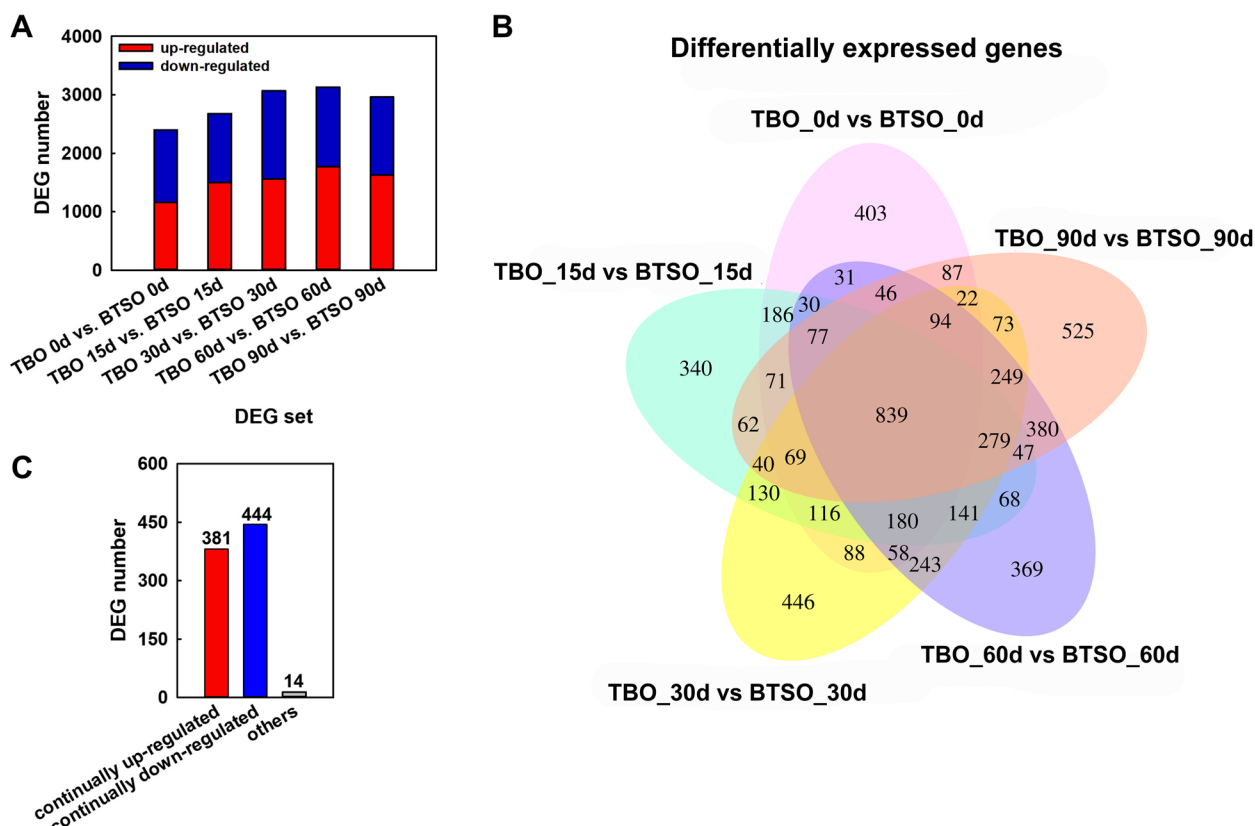 A
4000
3000
2000
1000
0
DEG number
up-regulated
down-regulated
TBO 0d vs. BTSO 0d
TBO 15d vs. BTSO 15d
TBO 30d vs. BTSO 30d
TBO 60d vs. BTSO 60d
TBO 90d vs. BTSO 90d
DEG set
B
Differentially expressed genes
TBO_0d vs BTSO_0d
TBO_90d vs BTSO_90d
TBO_15d vs BTSO_15d
403
87
31
46
22
30
186
94
73
525
77
340
71
249
839
62
380
279
47
69
40
130
68
116
141
180
88
58
243
369
446
TBO_60d vs BTSO_60d
TBO_30d vs BTSO_30d
C
600
450
300
150
0
DEG number
381
444
14
continually up-regulated
continually down-regulated
others